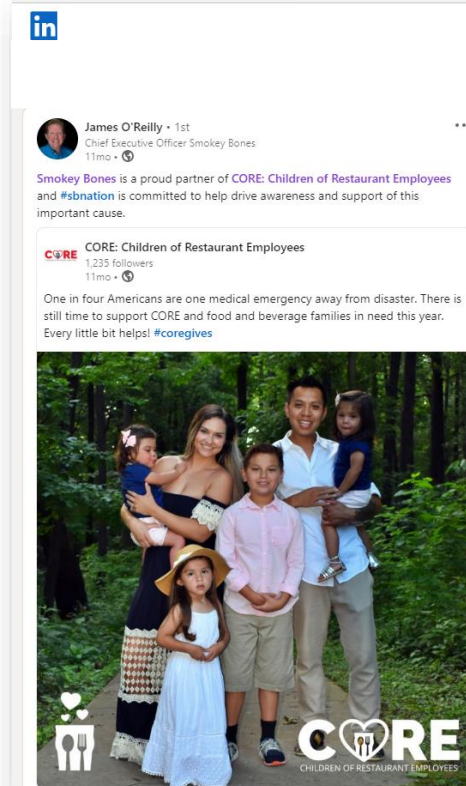 in
James O'Reilly • 1st
Chief Executive Officer Smokey Bones
11mo •
Smokey Bones is a proud partner of CORE: Children of Restaurant Employees
and #sbnation is committed to help drive awareness and support of this
important cause.
CORE
CORE: Children of Restaurant Employees
1,235 followers
11mo •
One in four Americans are one medical emergency away from disaster. There is
still time to support CORE and food and beverage families in need this year.
Every little bit helps! #coregives
CORE
CHILDREN OF RESTAURANT EMPLOYEES